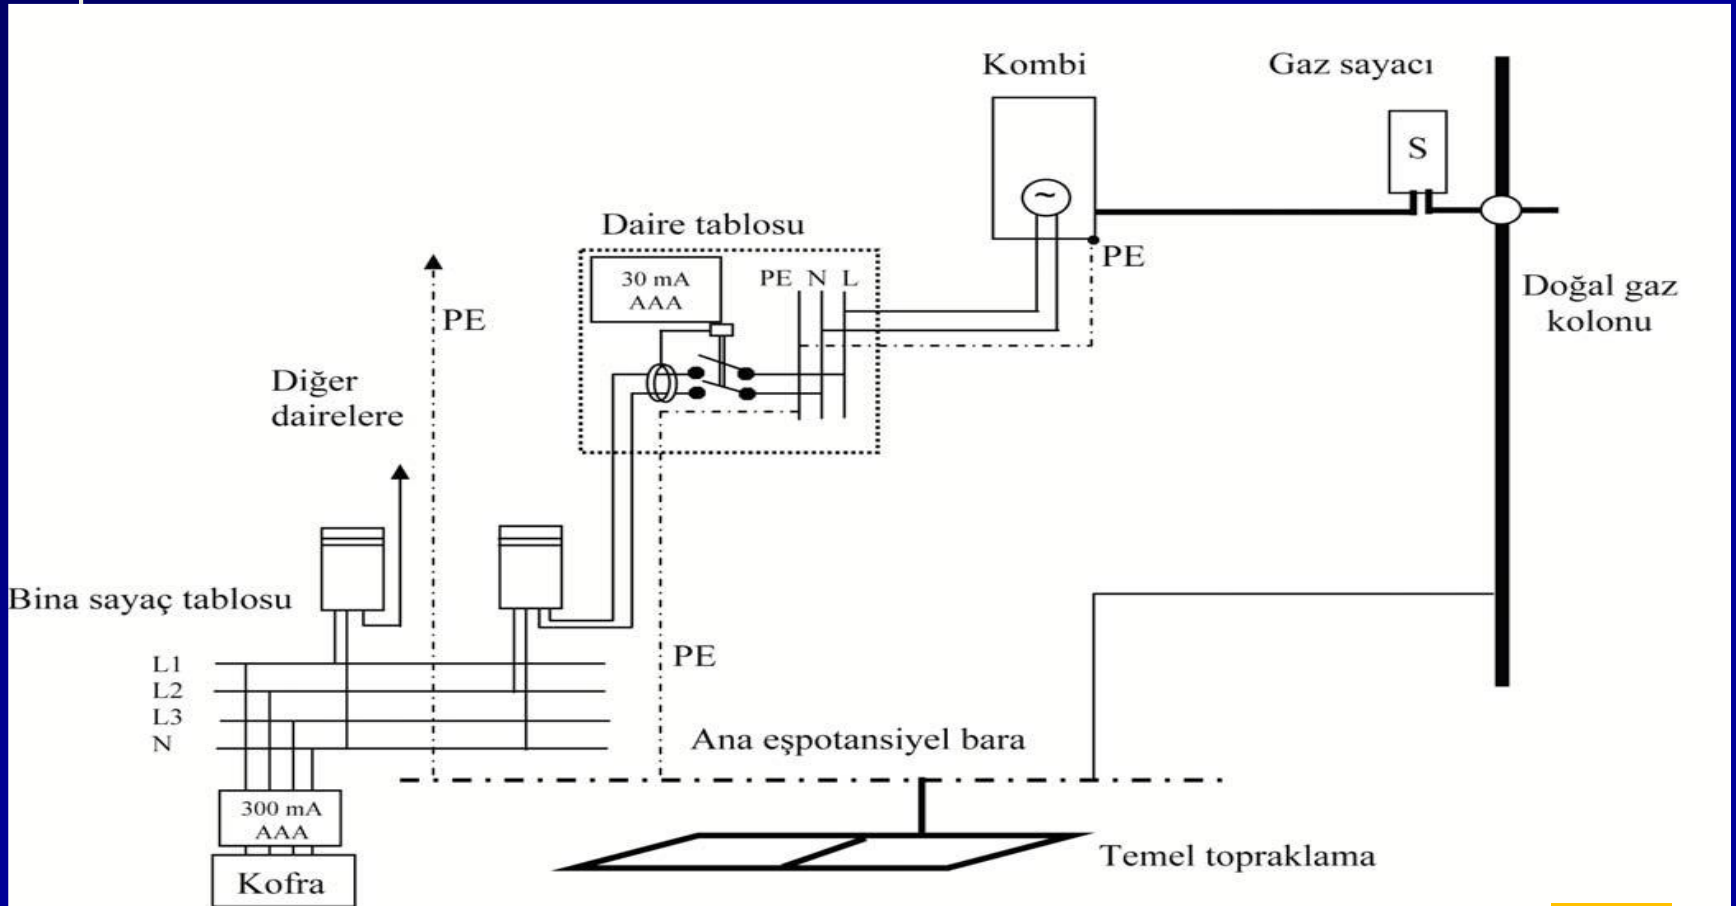 Kombi
Gaz sayacı
S
~
Daire tablosu
30 mA
AAA
PE N L
PE
Doğal gaz
kolonu
PE
Diğer
dairelere
Bina sayaç tablosu
L1
L2
L3
N
PE
Ana eşpotansiyel bara
300 mA
AAA
Kofra
Temel topraklama